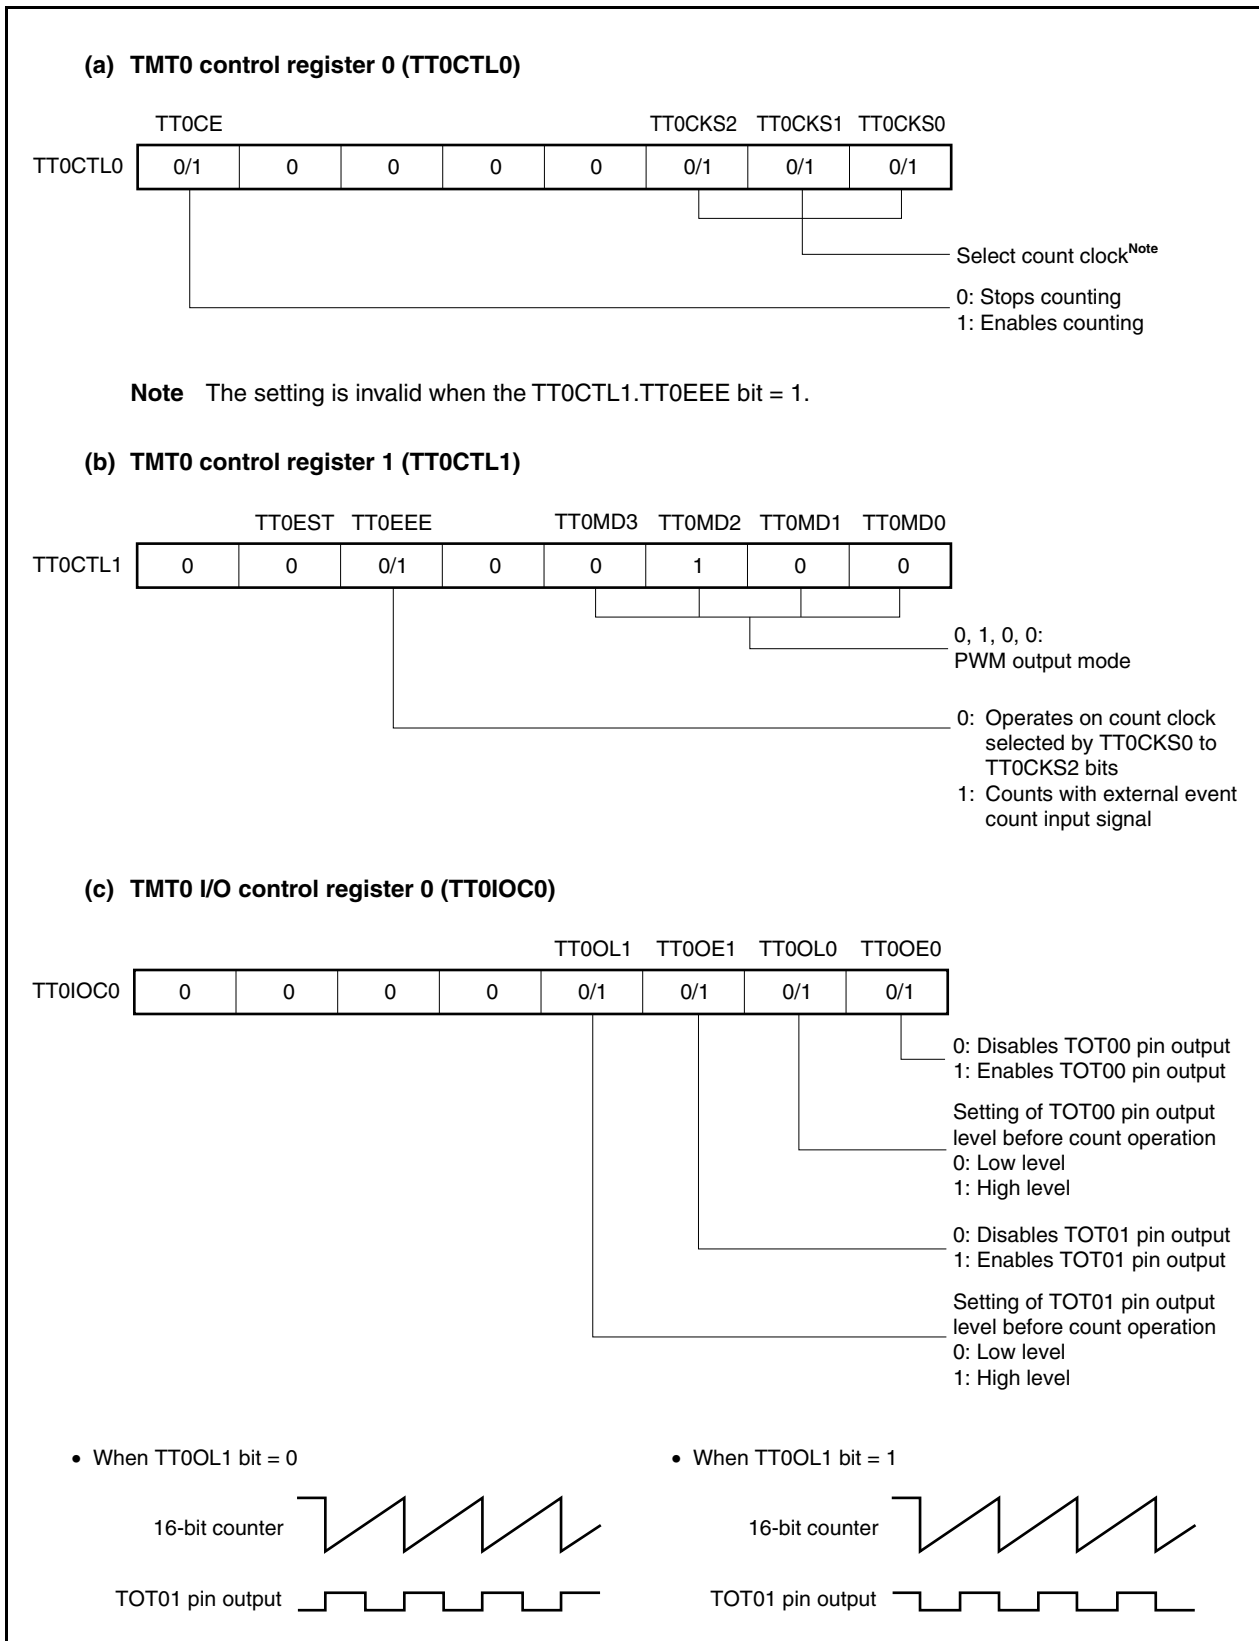 (a) TMT0 control register 0 (TT0CTL0)
TT0CE TT0CKS2 TT0CKS1 TT0CKS0
TT0CTL0 0/1 0 0 0 0 0/1 0/1 0/1
Select count clockNote
0: Stops counting
1: Enables counting
Note The setting is invalid when the TT0CTL1.TT0EEE bit = 1.
(b) TMT0 control register 1 (TT0CTL1)
TT0EST TT0EEE TT0MD3 TT0MD2 TT0MD1 TT0MD0
TT0CTL1 0 0 0/1 0 0 1 0 0
0, 1, 0, 0:
PWM output mode
0: Operates on count clock
selected by TT0CKS0 to
TT0CKS2 bits
1: Counts with external event
count input signal
(c) TMT0 I/O control register 0 (TT0IOC0)
TT0OL1 TT0OE1 TT0OL0 TT0OE0
TT0IOC0 0 0 0 0 0/1 0/1 0/1 0/1
0: Disables TOT00 pin output
1: Enables TOT00 pin output
Setting of TOT00 pin output
level before count operation
0: Low level
1: High level
0: Disables TOT01 pin output
1: Enables TOT01 pin output
Setting of TOT01 pin output
level before count operation
0: Low level
1: High level
• When TT0OL1 bit = 0
16-bit counter
TOT01 pin output
• When TT0OL1 bit = 1
16-bit counter
TOT01 pin output